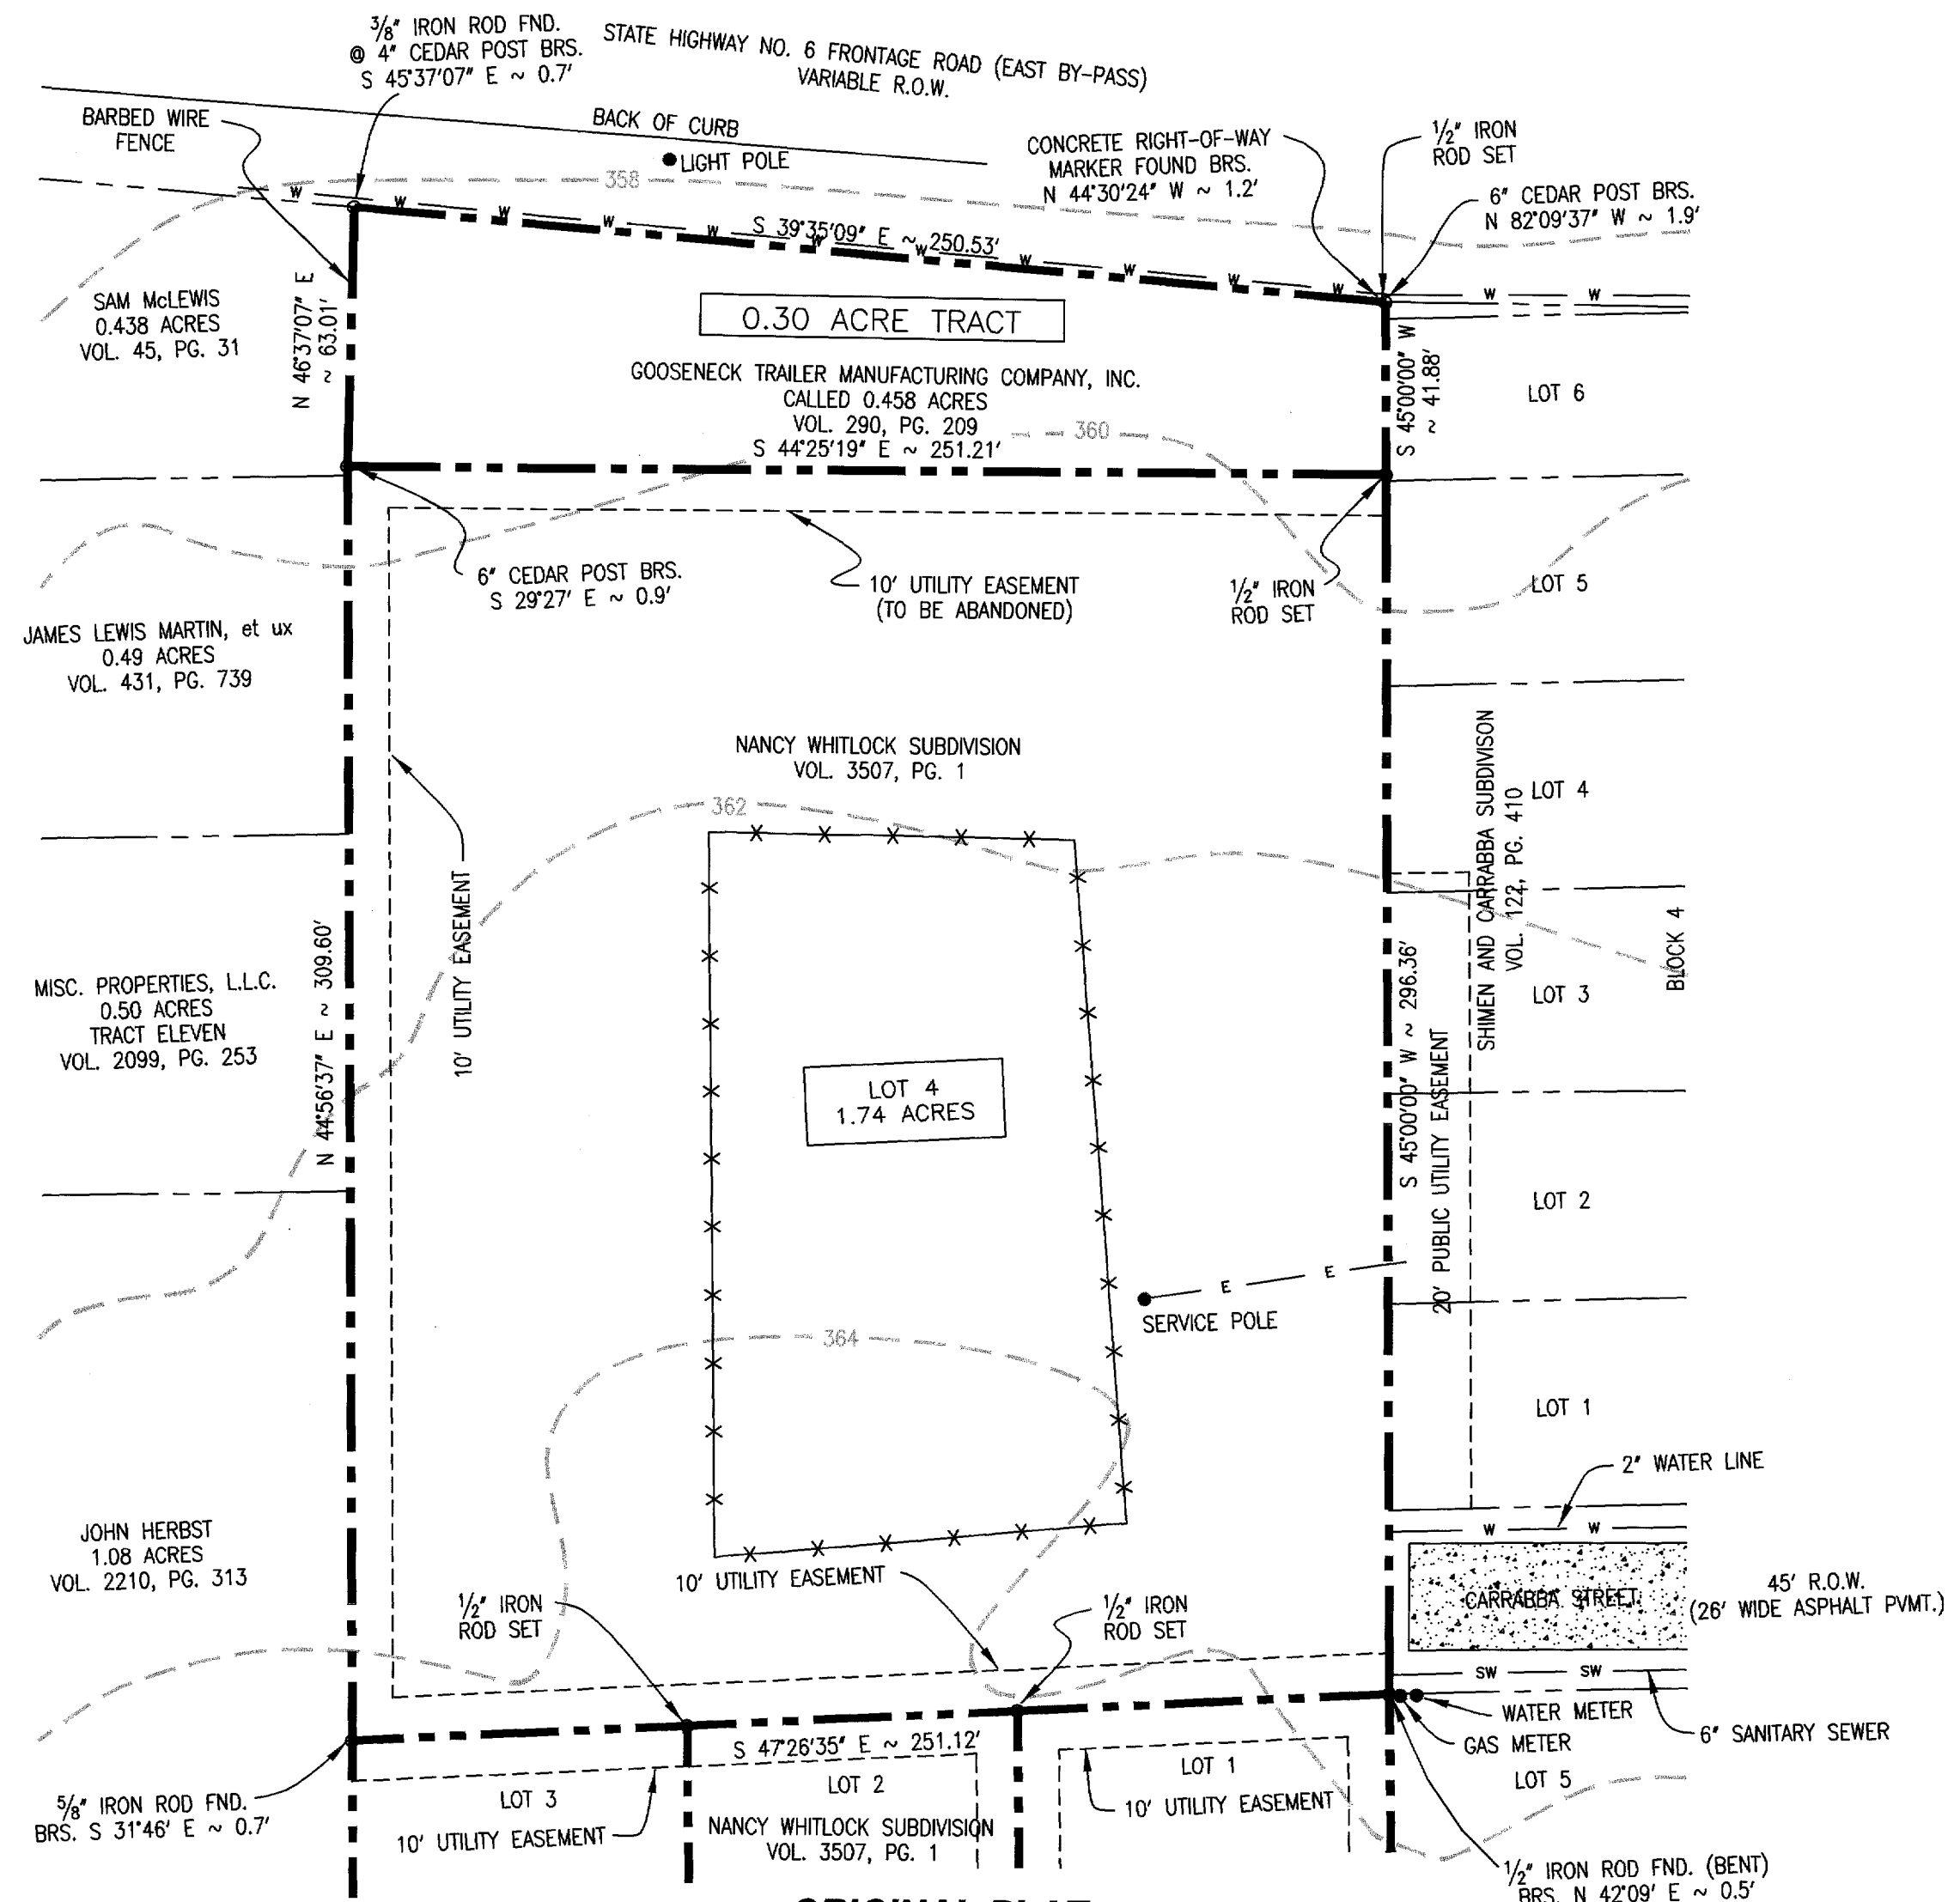 3/8" IRON ROD FND.
@ 4" CEDAR POST BRS.
S 45°37'07" E ~ 0.7'
STATE HIGHWAY NO. 6 FRONTAGE ROAD (EAST BY-PASS)
VARIABLE R.O.W.
BARBED WIRE
FENCE
BACK OF CURB
LIGHT POLE
358
CONCRETE RIGHT-OF-WAY
MARKER FOUND BRS.
N 44°30'24" W ~ 1.2'
1/2" IRON
ROD SET
6" CEDAR POST BRS.
N 82°09'37" W ~ 1.9'
W W W W W W W W W W W
S 39°35'09" E ~ 250.53'
W W
SAM McLEWIS
0.438 ACRES
VOL. 45, PG. 31
N 46°37'07" E
~ 63.01'
0.30 ACRE TRACT
GOOSENECK TRAILER MANUFACTURING COMPANY, INC.
CALLED 0.458 ACRES
VOL. 290, PG. 209
S 44°25'19" E ~ 251.21'
360
S 45°00'00" W
~ 41.88'
LOT 6
6" CEDAR POST BRS.
S 29°27' E ~ 0.9'
10' UTILITY EASEMENT
(TO BE ABANDONED)
1/2" IRON
ROD SET
LOT 5
JAMES LEWIS MARTIN, et ux
0.49 ACRES
VOL. 431, PG. 739
NANCY WHITLOCK SUBDIVISION
VOL. 3507, PG. 1
362
LOT 4
SHIMEN AND CARRABBA SUBDIVISON
VOL. 122, PG. 410
BLOCK 4
10' UTILITY EASEMENT
MISC. PROPERTIES, L.L.C.
0.50 ACRES
TRACT ELEVEN
VOL. 2099, PG. 253
N 44°56'37" E ~ 309.60'
S 45°00'00" W ~ 296.36'
20' PUBLIC UTILITY EASEMENT
LOT 3
LOT 4
1.74 ACRES
LOT 2
E E
SERVICE POLE
364
LOT 1
2" WATER LINE
W W
JOHN HERBST
1.08 ACRES
VOL. 2210, PG. 313
10' UTILITY EASEMENT
1/2" IRON
ROD SET
1/2" IRON
ROD SET
CARRABBA STREET
45' R.O.W.
(26' WIDE ASPHALT PVMT.)
SW SW
WATER METER
GAS METER
6" SANITARY SEWER
S 47°26'35" E ~ 251.12'
5/8" IRON ROD FND.
BRS. S 31°46' E ~ 0.7'
LOT 3
LOT 2
LOT 1
LOT 5
10' UTILITY EASEMENT
10' UTILITY EASEMENT
NANCY WHITLOCK SUBDIVISION
VOL. 3507, PG. 1
1/2" IRON ROD FND. (BENT)
BRS. N 42°09' E ~ 0.5'
ORIGINAL PLAT